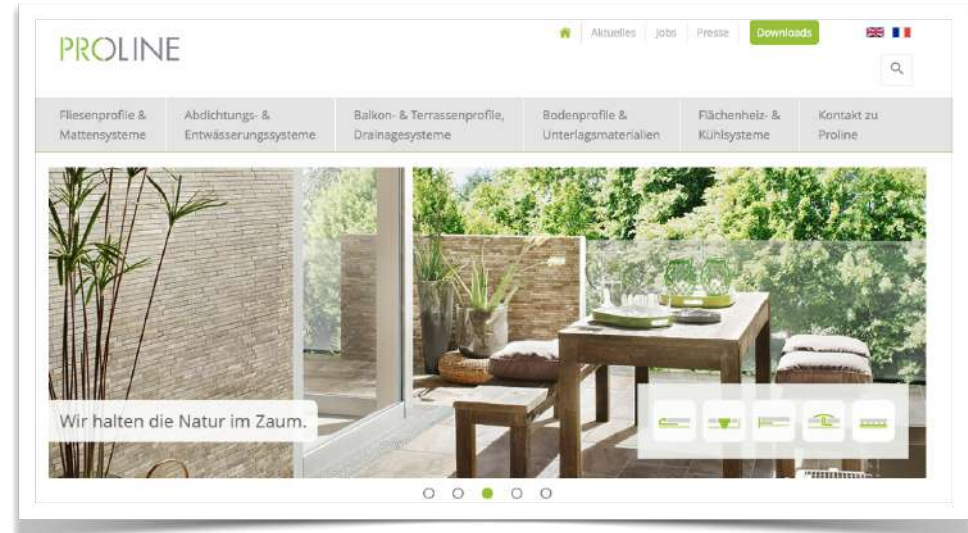 PROLINE
Aktuelles
Jobs
Presse
Downloads
Fliesenprofile &
Mattensysteme
Abdichtungs- &
Entwässerungssysteme
Balkon- & Terrassenprofile,
Drainagesysteme
Bodenprofile &
Unterlagsmaterialien
Flächenheiz- &
Kühlsysteme
Kontakt zu
Proline
Wir halten die Natur im Zaum.